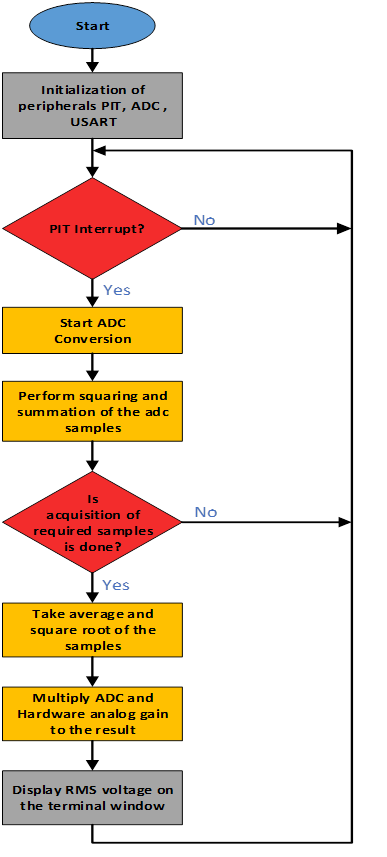 Start
Initialization of
peripherals PIT, ADC ,
USART
PIT Interrupt?
No
Yes
Start ADC
Conversion
Perform squaring and
summation of the adc
samples
Is
acquisition of
required samples
is done?
No
Yes
Take average and
square root of the
samples
Multiply ADC and
Hardware analog gain
to the result
Display RMS voltage on
the terminal window